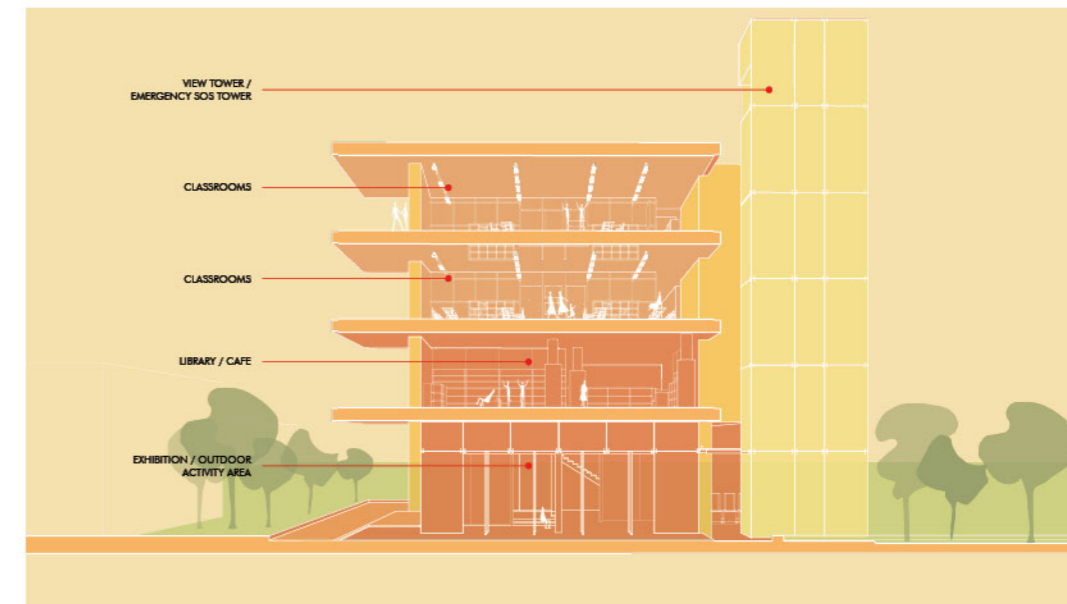 VIEW TOWER /
EMERGENCY SOS TOWER
CLASSROOMS
CLASSROOMS
LIBRARY / CAFE
EXHIBITION / OUTDOOR
ACTIVITY AREA